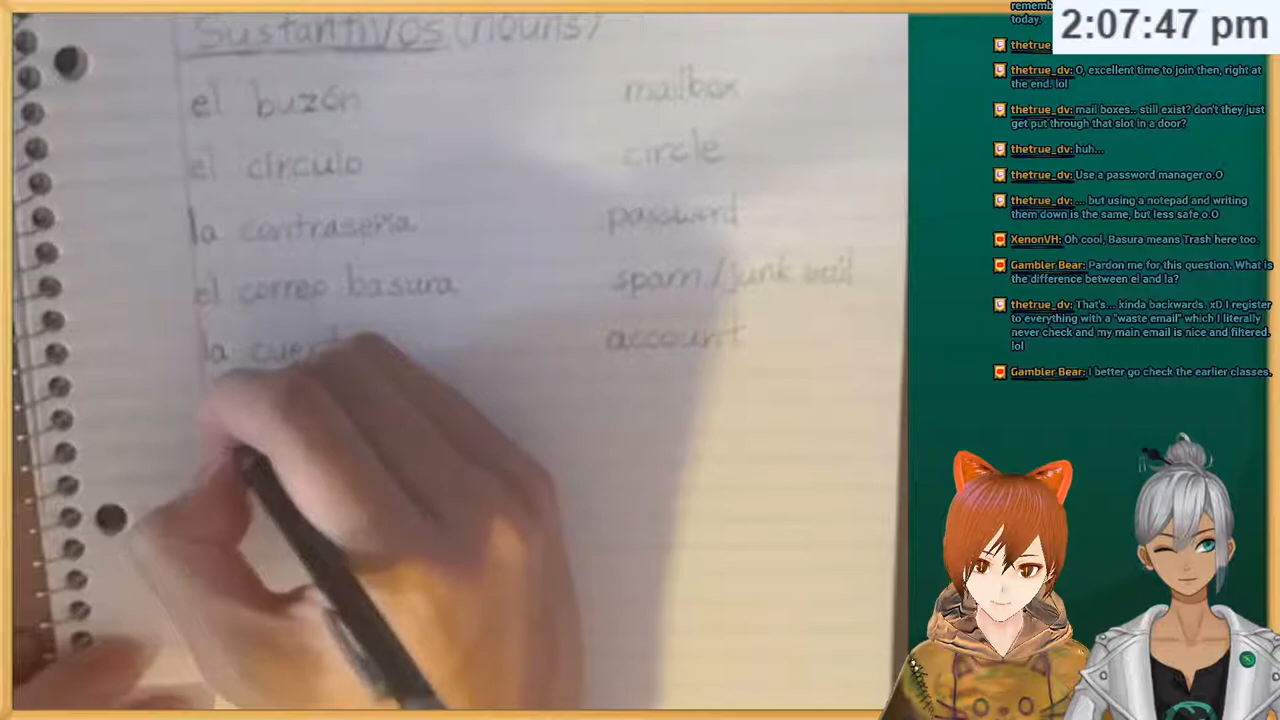 Sustantivos (nouns)
el buzón mailbox
el círculo circle
la contraseña password
el correo basura spam/junk mail
la account
2:07:47 pm
today.
thetrue_dv: O, excellent time to join then, right at
the end. lol
thetrue_dv: mail boxes.. still exist? don't they just
get put through that slot in a door?
thetrue_dv: huh...
thetrue_dv: Use a password manager o.O
thetrue_dv: ... but using a notepad and writing
them down is the same, but less safe o.O
XenonVH: Oh cool, Basura means Trash here too.
Gambler Bear: Pardon me for this question. What is
the difference between el and la?
thetrue_dv: That's... kinda backwards. xD I register
to everything with a "waste email" which I literally
never check and my main email is nice and filtered.
lol
Gambler Bear: I better go check the earlier classes.